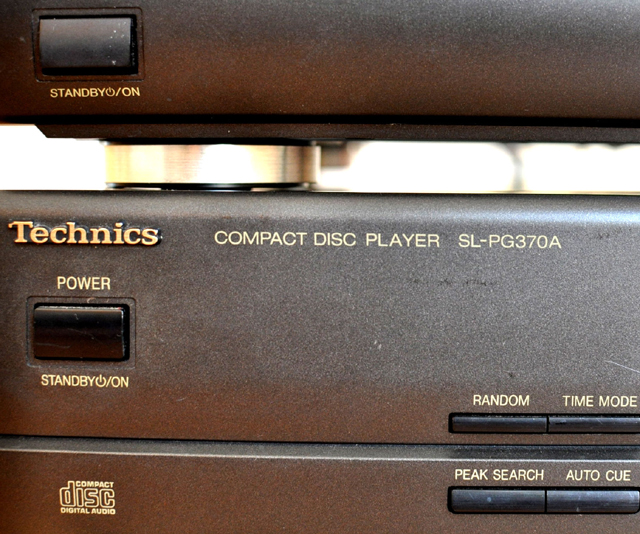 STANDBY⏻/ON
Technics COMPACT DISC PLAYER SL-PG370A
POWER
STANDBY⏻/ON
RANDOM TIME MODE
PEAK SEARCH AUTO CUE
COMPACT
disc
DIGITAL AUDIO